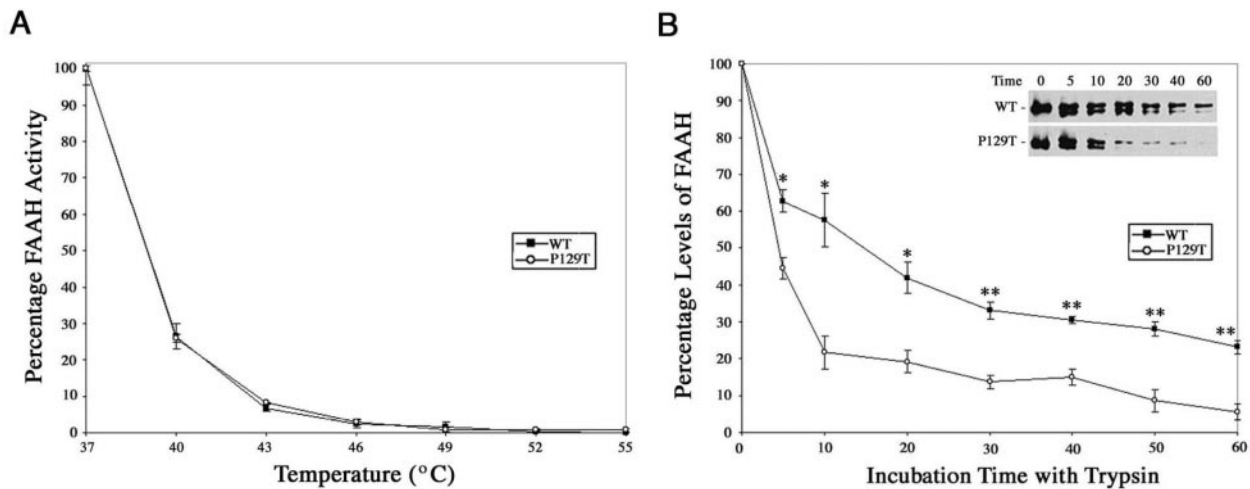 A
Percentage FAAH Activity
100
90
80
70
60
50
40
30
20
10
0
37 40 43 46 49 52 55
Temperature (°C)
WT
P129T
B
Percentage Levels of FAAH
100
90
80
70
60
50
40
30
20
10
0
0 10 20 30 40 50 60
Incubation Time with Trypsin
Time 0 5 10 20 30 40 60
WT -
P129T -
* * * ** ** ** **
WT
P129T